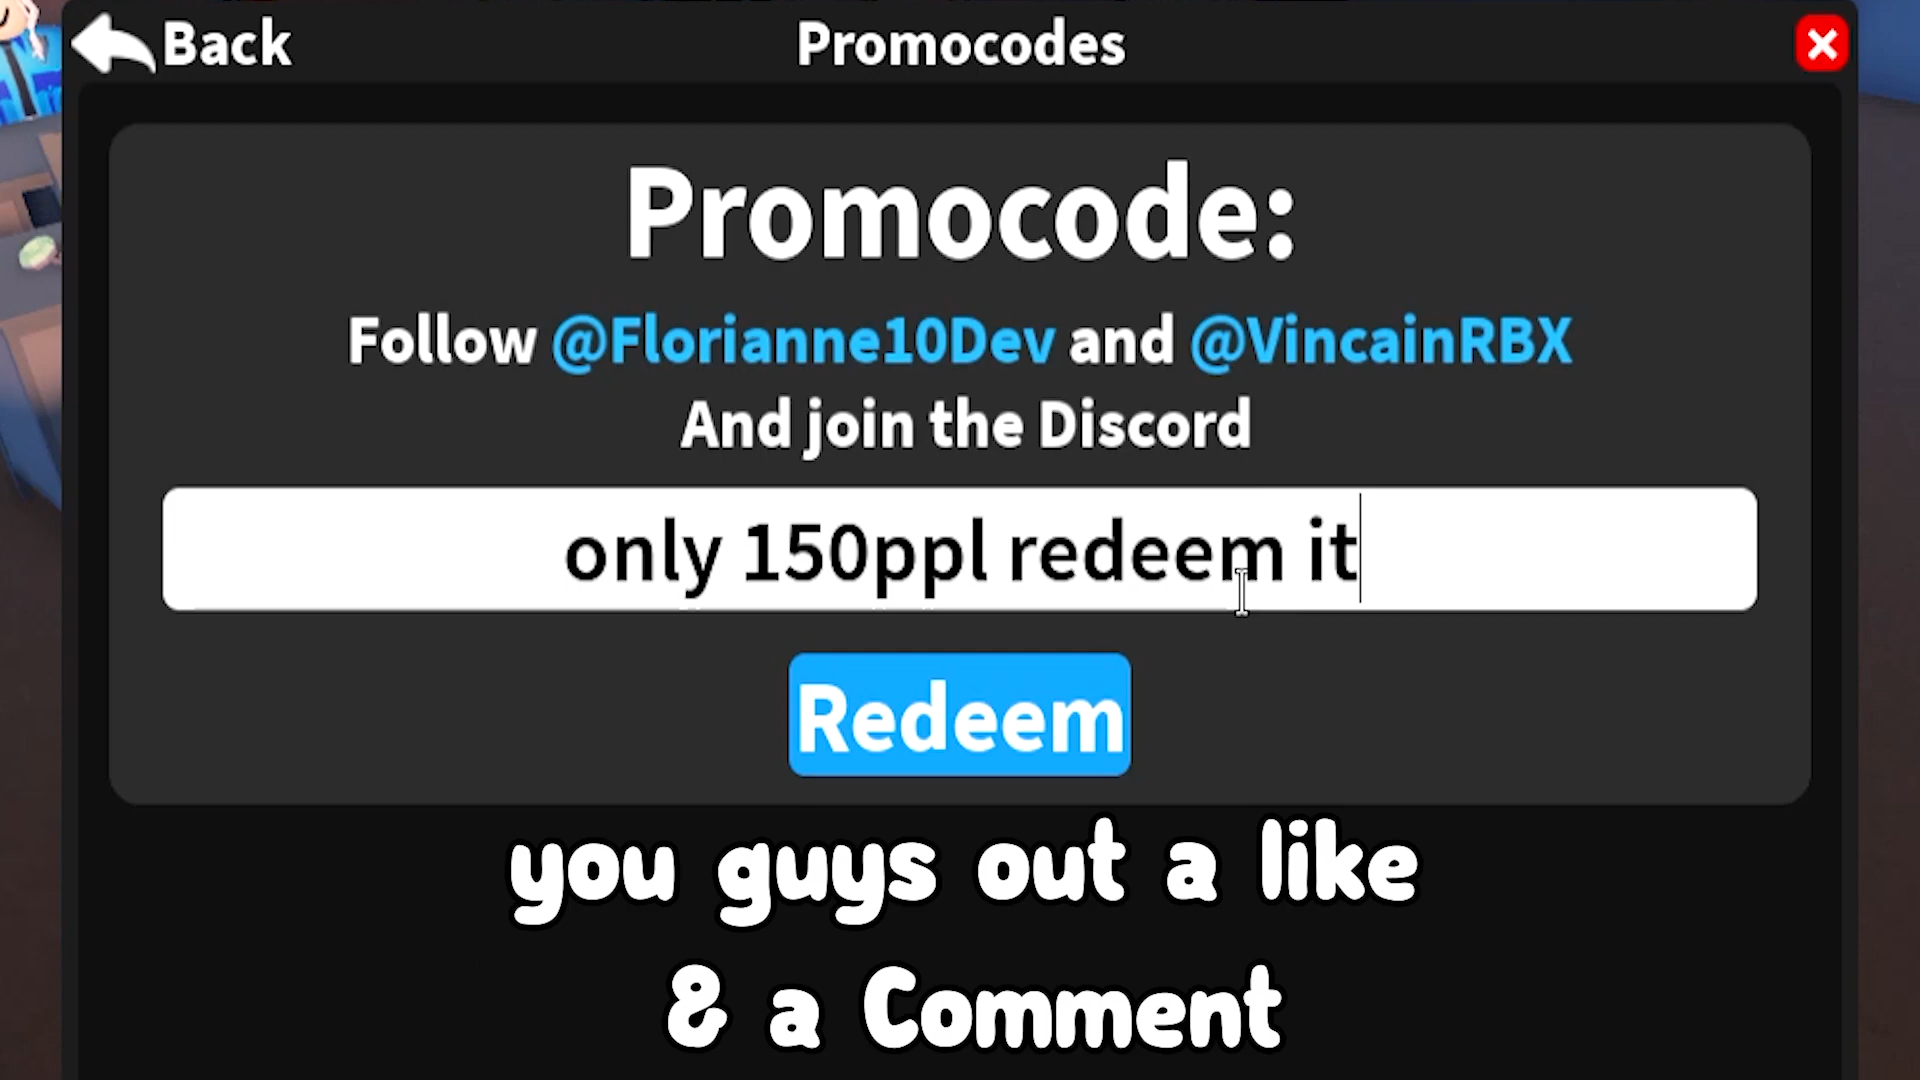 Back
Promocodes
Promocode:
Follow @Florianne10Dev and @VincainRBX
And join the Discord
only 150ppl redeem it
Redeem
you guys out a like
& a Comment